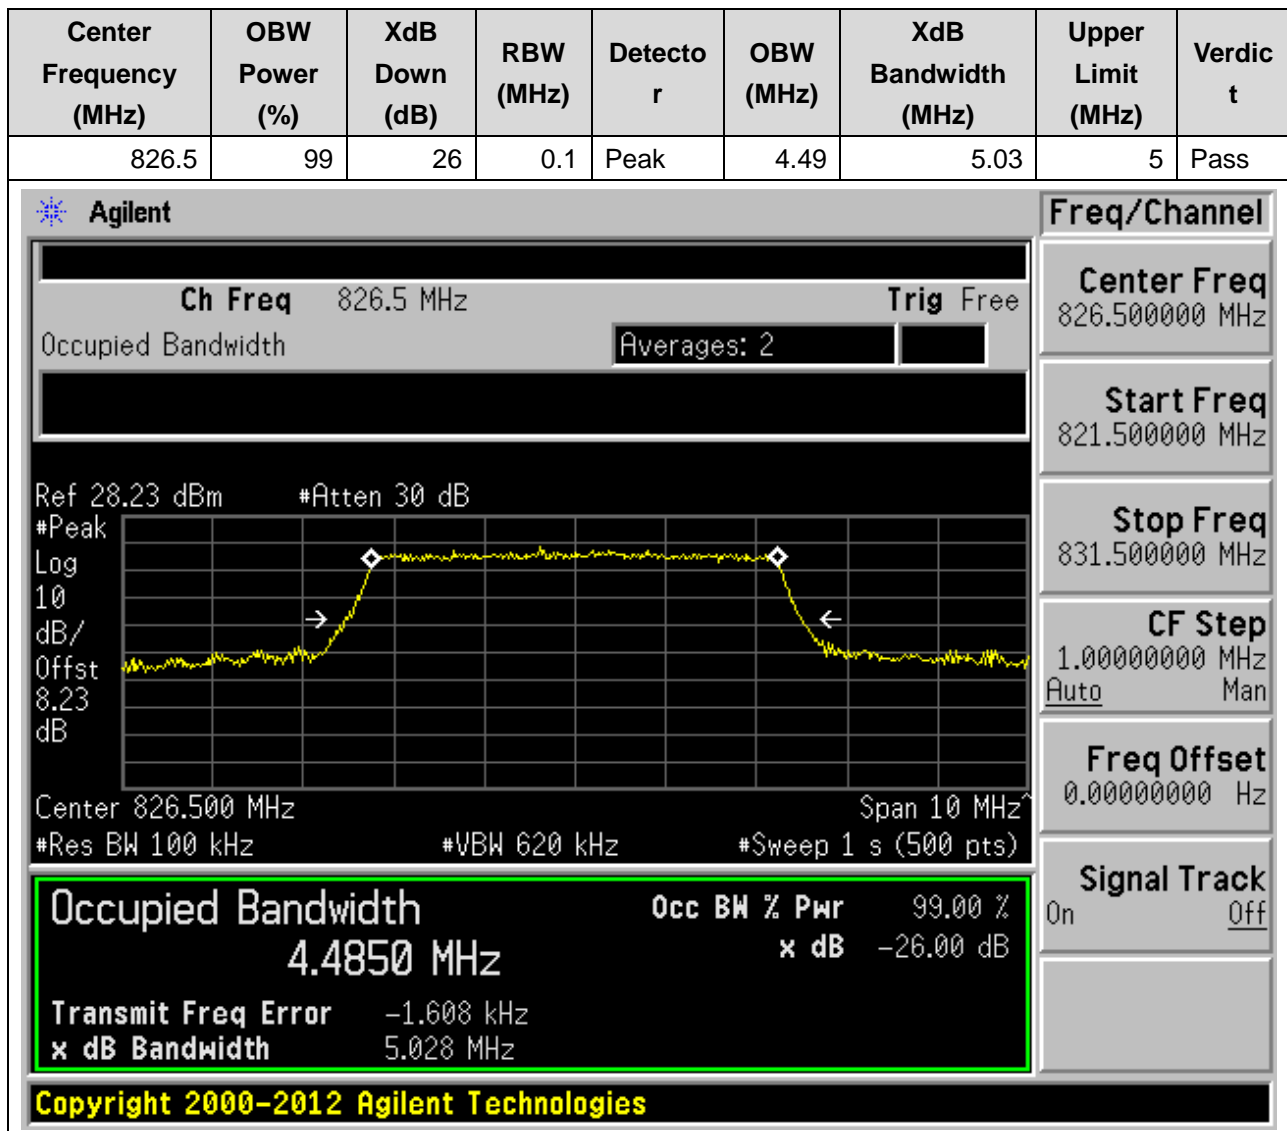 Center Frequency (MHz) OBW Power (%) XdB Down (dB) RBW (MHz) Detecto r OBW (MHz) XdB Bandwidth (MHz) Upper Limit (MHz) Verdic t
826.5 99 26 0.1 Peak 4.49 5.03 5 Pass
Agilent
Freq/Channel
Ch Freq 826.5 MHz Trig Free
Occupied Bandwidth Averages: 2
Center Freq
826.500000 MHz
Start Freq
821.500000 MHz
Stop Freq
831.500000 MHz
CF Step
1.00000000 MHz
Auto Man
Freq Offset
0.00000000 Hz
Signal Track
On Off
Ref 28.23 dBm #Atten 30 dB
#Peak
Log
10
dB/
Offst
8.23
dB
Center 826.500 MHz Span 10 MHz^
#Res BW 100 kHz #VBW 620 kHz #Sweep 1 s (500 pts)
Occupied Bandwidth Occ BW % Pwr 99.00 %
4.4850 MHz x dB -26.00 dB
Transmit Freq Error -1.608 kHz
x dB Bandwidth 5.028 MHz
Copyright 2000-2012 Agilent Technologies